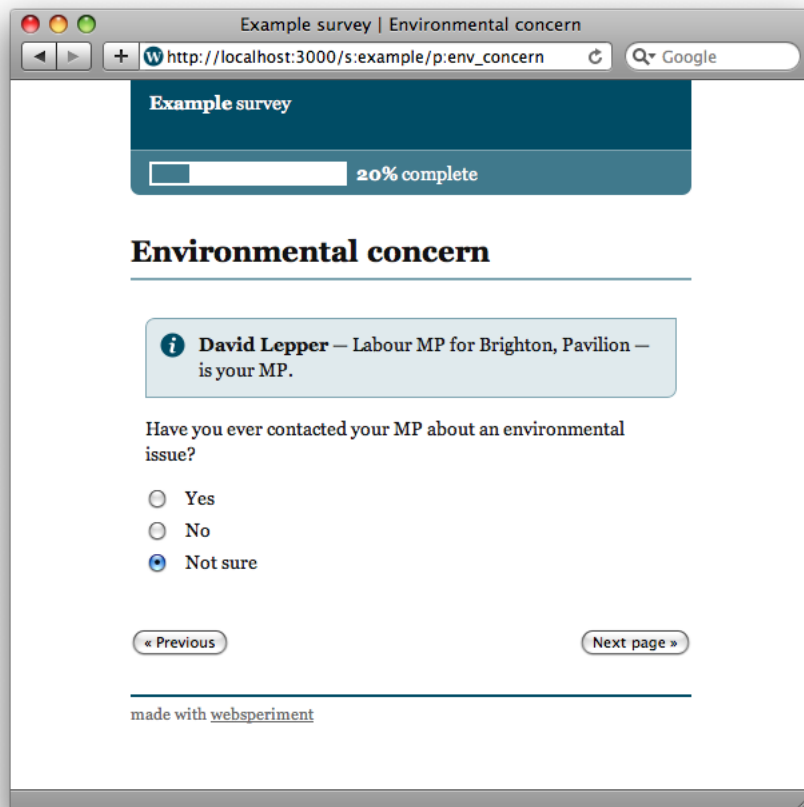 Example survey | Environmental concern
http://localhost:3000/s:example/p:env_concern
Google
Example survey
20% complete
Environmental concern
David Lepper — Labour MP for Brighton, Pavilion —
is your MP.
Have you ever contacted your MP about an environmental
issue?
Yes
No
Not sure
« Previous
Next page »
made with websperiment